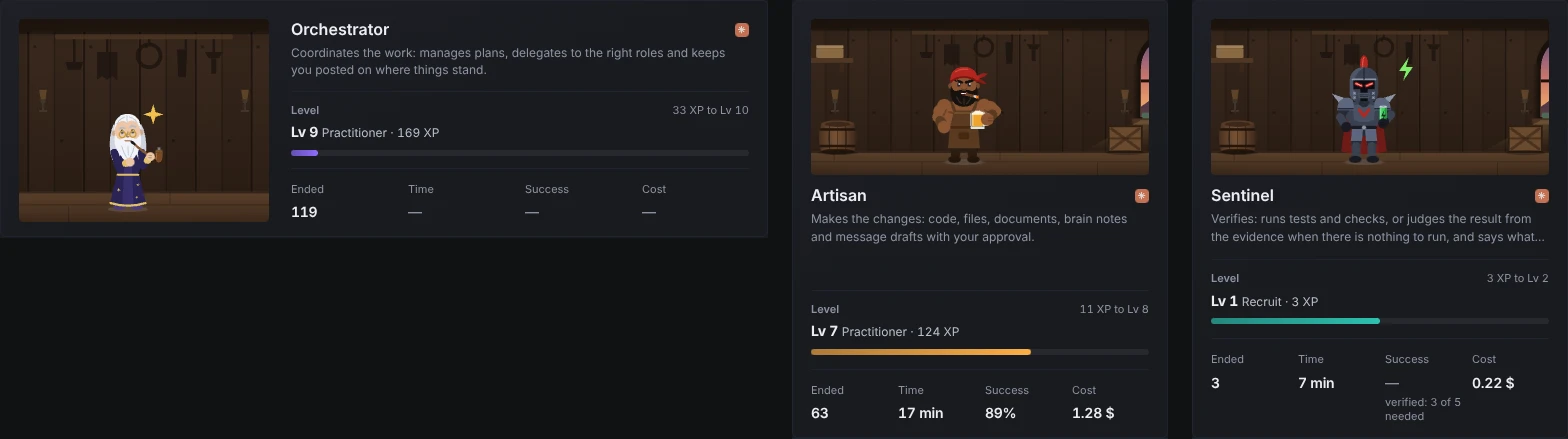 Orchestrator
Coordinates the work: manages plans, delegates to the right roles and keeps
you posted on where things stand.
Level
33 XP to Lv 10
Lv 9 Practitioner · 169 XP
Ended
Time
Success
Cost
119
—
—
—
Artisan
Makes the changes: code, files, documents, brain notes
and message drafts with your approval.
Level
11 XP to Lv 8
Lv 7 Practitioner · 124 XP
Ended
Time
Success
Cost
63
17 min
89%
1.28 $
Sentinel
Verifies: runs tests and checks, or judges the result from
the evidence when there is nothing to run, and says what...
Level
3 XP to Lv 2
Lv 1 Recruit · 3 XP
Ended
Time
Success
Cost
3
7 min
—
0.22 $
verified: 3 of 5
needed